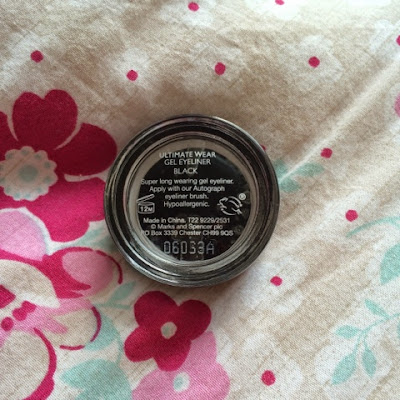 ULTIMATE WEAR
GEL EYELINER
BLACK
Super long wearing gel eyeliner.
Apply with our Autograph
eyeliner brush.
Hypoallergenic.
12M
Made in China. T22 9229/2531
© Marks and Spencer plc
PO Box 3339 Chester CH99 9QS
06033A